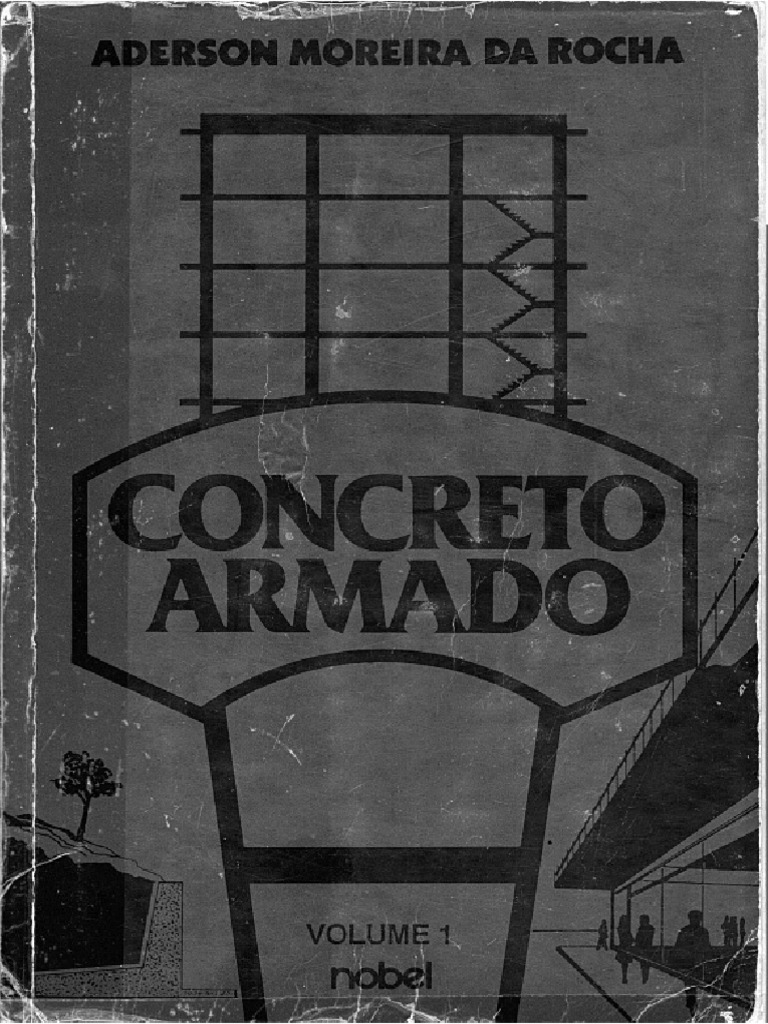 ADERSON MOREIRA DA ROCHA
CONCRETO
ARMADO
VOLUME 1
nobel